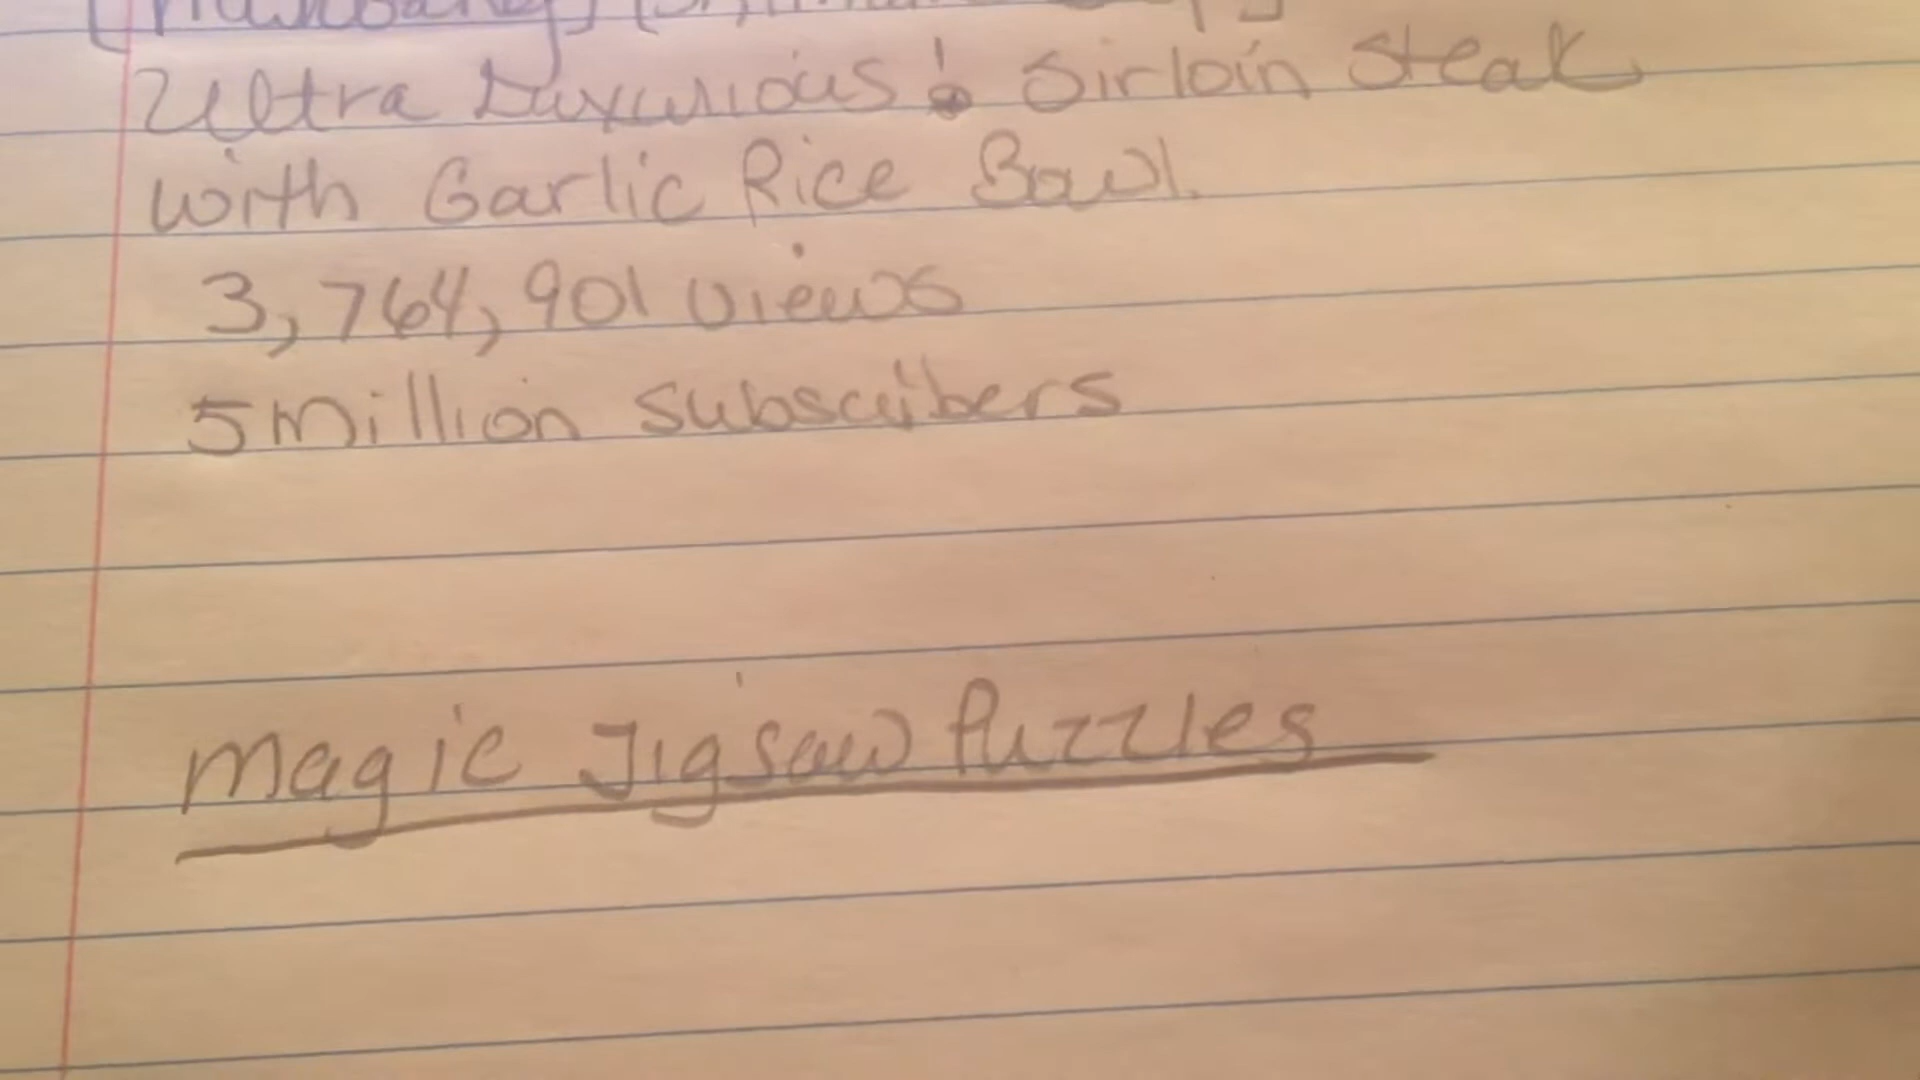 Ultra Luxurious! Sirloin Steak
with Garlic Rice Bowl.
3,764,901 views
5 million subscribers
Magic Jigsaw Puzzles